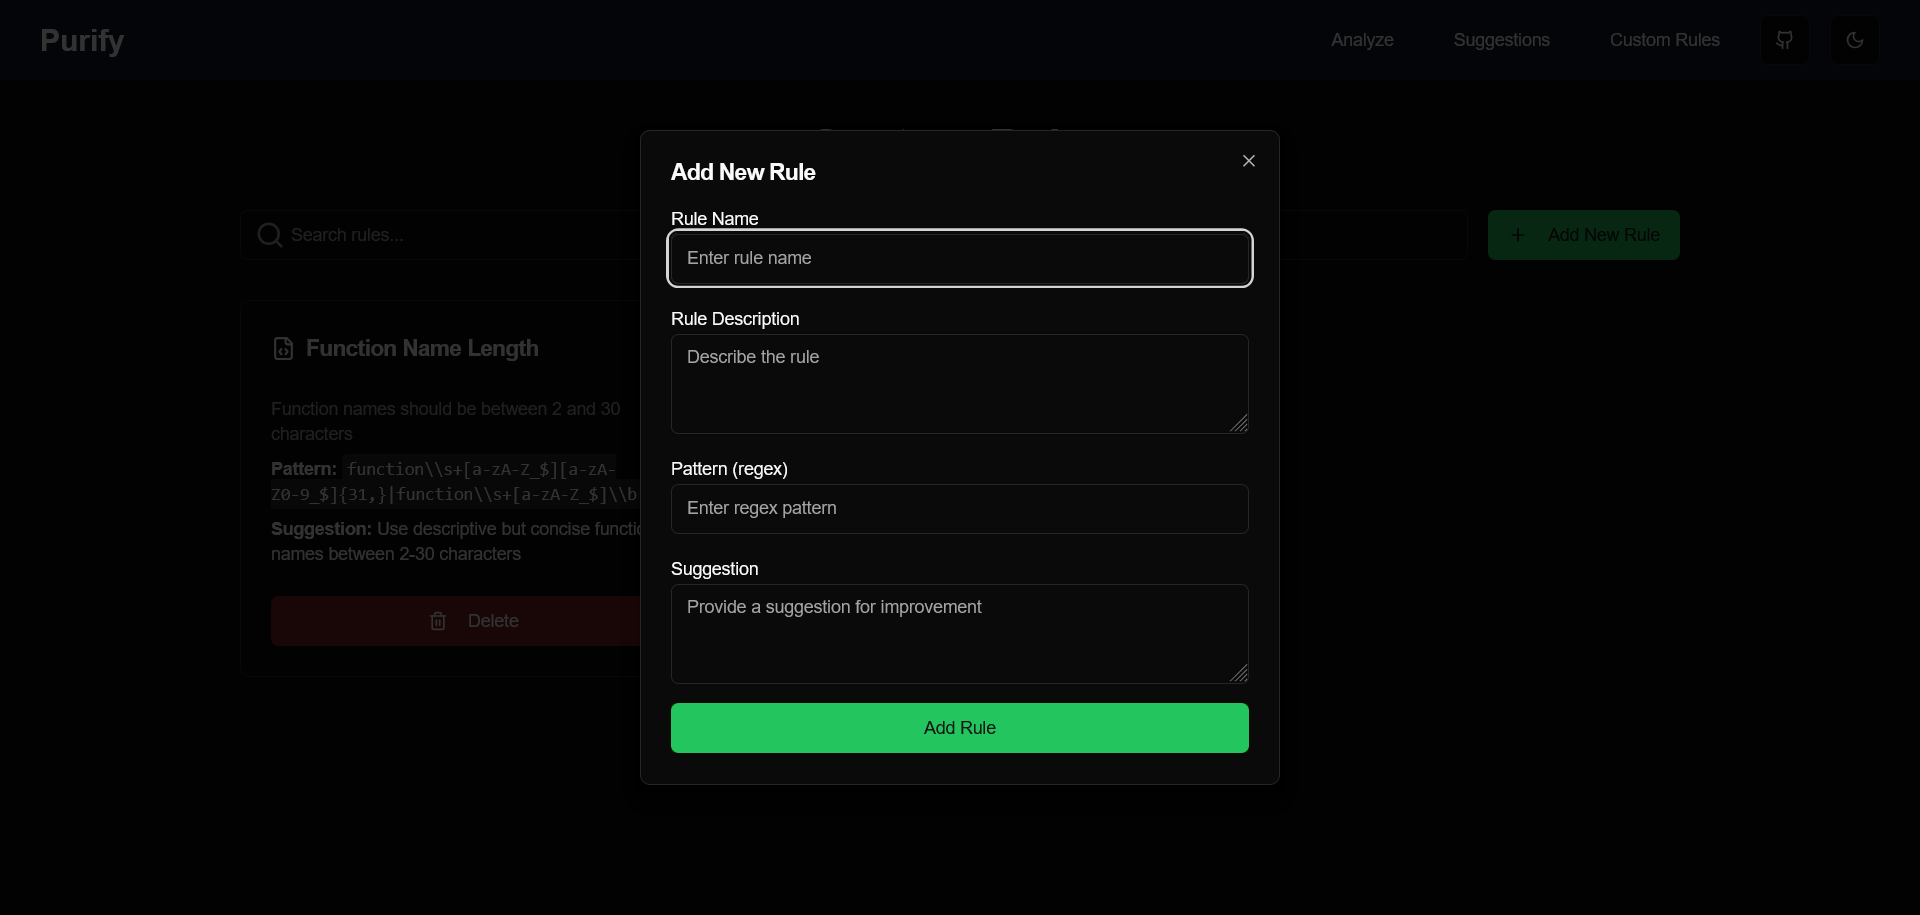 Purify
Analyze
Suggestions
Custom Rules
Add New Rule
Rule Name
Enter rule name
Rule Description
Describe the rule
Pattern (regex)
Enter regex pattern
Suggestion
Provide a suggestion for improvement
Add Rule
Search rules...
Add New Rule
Function Name Length
Function names should be between 2 and 30
characters
Pattern: function\\s+[a-zA-Z_$][a-zA-
Z0-9_$]{31,}|function\\s+[a-zA-Z_$]\\b
Suggestion: Use descriptive but concise
names between 2-30 characters
Delete